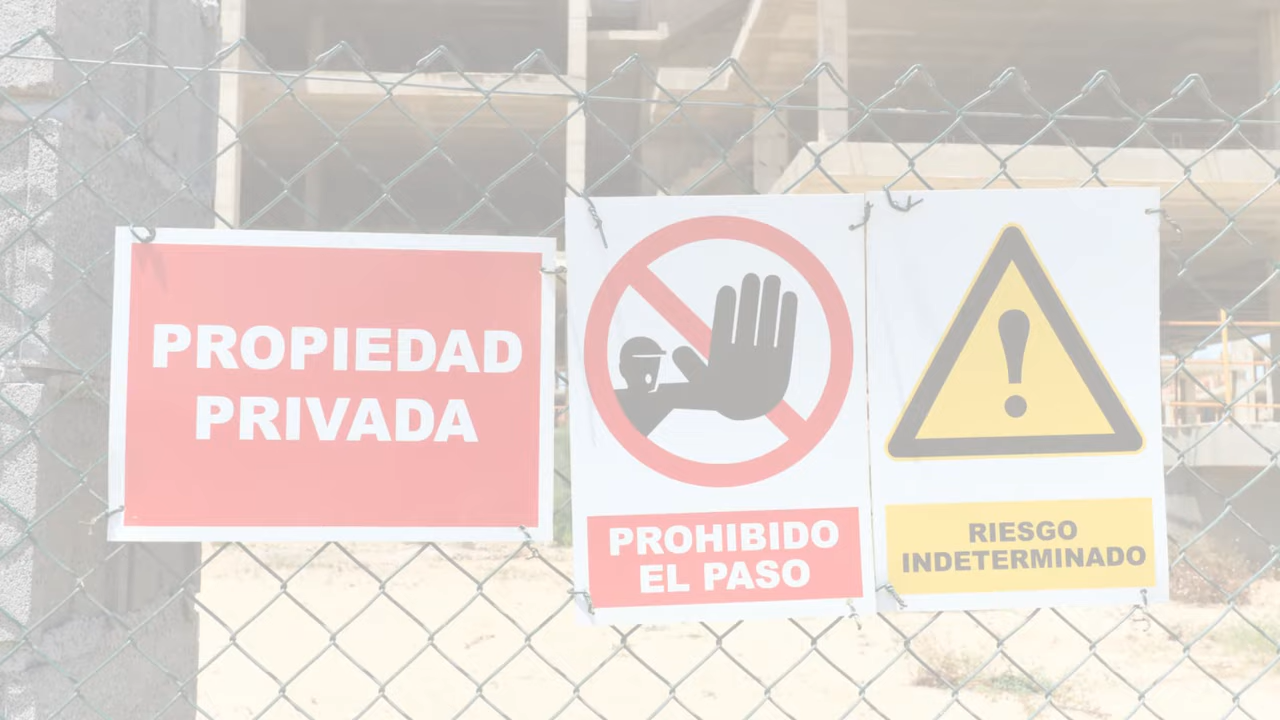 PROPIEDAD
PRIVADA
PROHIBIDO
EL PASO
RIESGO
INDETERMINADO